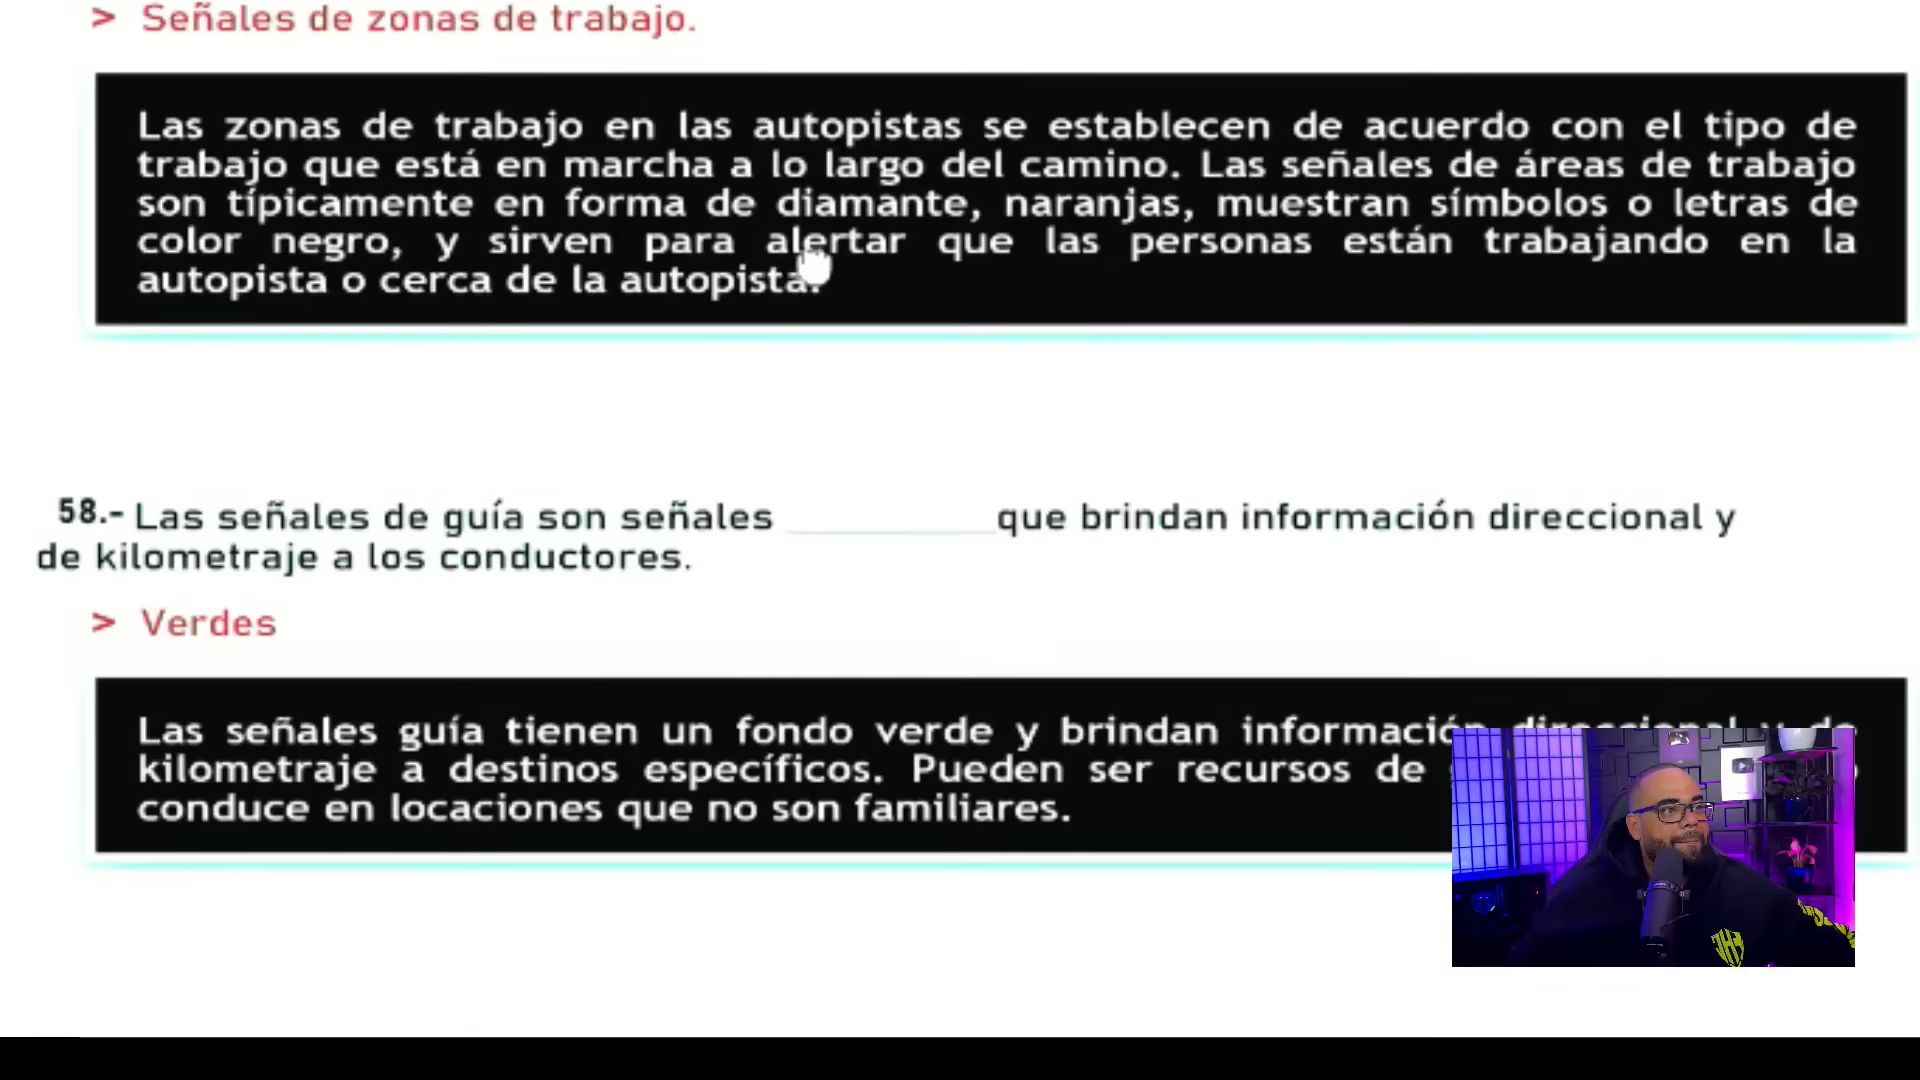 > Señales de zonas de trabajo.
Las zonas de trabajo en las autopistas se establecen de acuerdo con el tipo de
trabajo que está en marcha a lo largo del camino. Las señales de áreas de trabajo
son típicamente en forma de diamante, naranjas, muestran símbolos o letras de
color negro, y sirven para alertar que las personas están trabajando en la
autopista o cerca de la autopista.
58.- Las señales de guía son señales __________ que brindan información direccional y
de kilometraje a los conductores.
> Verdes
Las señales guía tienen un fondo verde y brindan información direccional y de
kilometraje a destinos específicos. Pueden ser recursos de
conduce en locaciones que no son familiares.